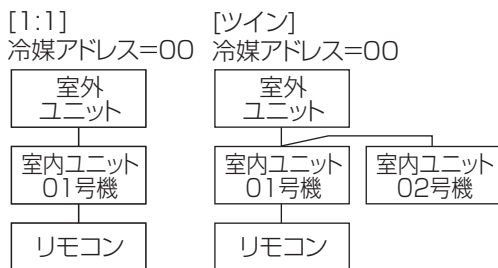 [1:1]
冷媒アドレス=00
室外
ユニット
室内ユニット
01号機
リモコン
[ツイン]
冷媒アドレス=00
室外
ユニット
室内ユニット
01号機
室内ユニット
02号機
リモコン